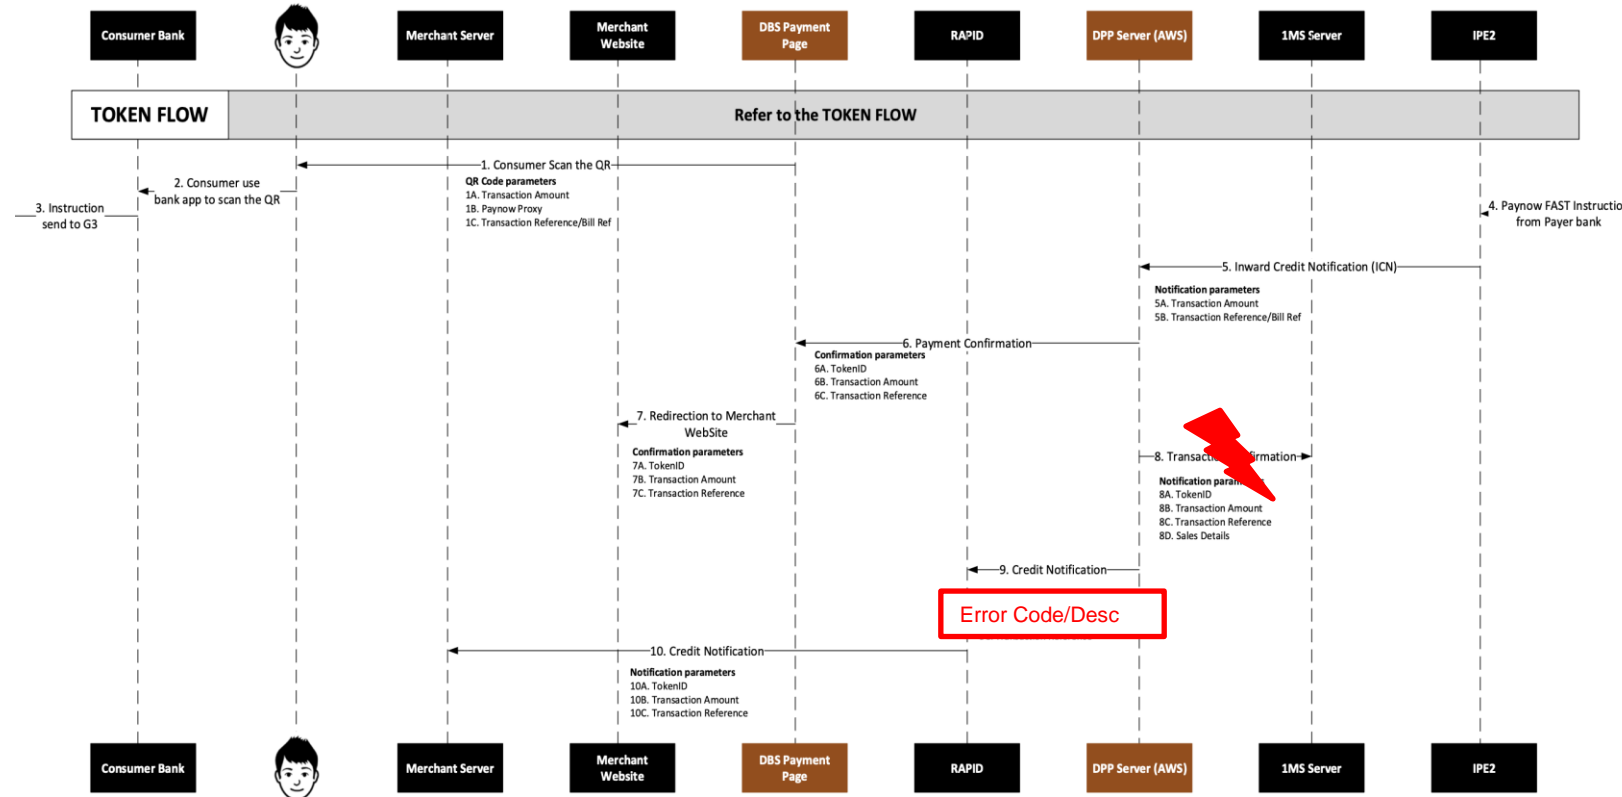 Consumer Bank
Merchant Server
Merchant
Website
DBS Payment
Page
RAPID
DPP Server (AWS)
1MS Server
IPE2
TOKEN FLOW
Refer to the TOKEN FLOW
1. Consumer Scan the QR
QR Code parameters
1A. Transaction Amount
1B. Paynow Proxy
1C. Transaction Reference/Bill Ref
2. Consumer use
bank app to scan the QR
3. Instruction
send to G3
4. Paynow FAST Instructio
from Payer bank
5. Inward Credit Notification (ICN)
Notification parameters
5A. Transaction Amount
5B. Transaction Reference/Bill Ref
6. Payment Confirmation
Confirmation parameters
6A. TokenID
6B. Transaction Amount
6C. Transaction Reference
7. Redirection to Merchant
WebSite
Confirmation parameters
7A. TokenID
7B. Transaction Amount
7C. Transaction Reference
8. Transact firmation
Notification param
8A. TokenID
8B. Transaction Amount
8C. Transaction Reference
8D. Sales Details
9. Credit Notification
Error Code/Desc
10. Credit Notification
Notification parameters
10A. TokenID
10B. Transaction Amount
10C. Transaction Reference
Consumer Bank
Merchant Server
Merchant
Website
DBS Payment
Page
RAPID
DPP Server (AWS)
1MS Server
IPE2